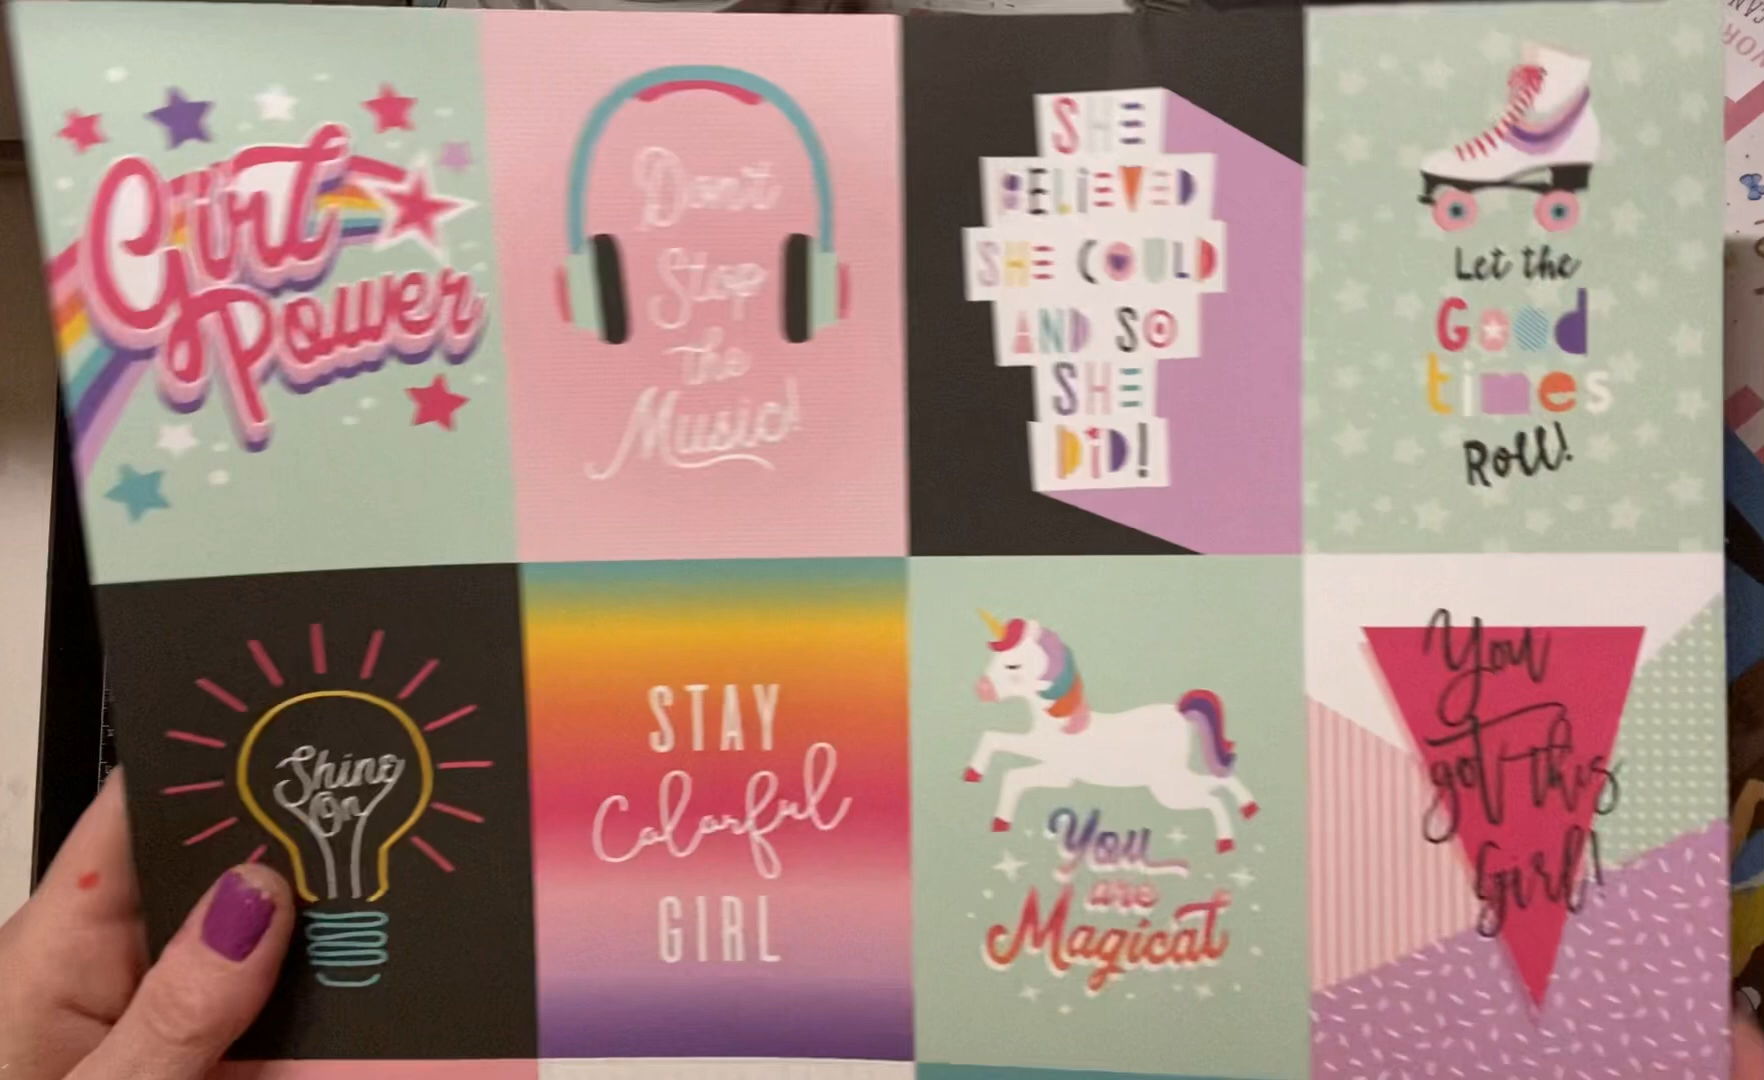 Girl
Power
Don't
Stop
the
Music!
SHE
BELiEVED
SHE COULD
AND SO
SHE
DiD!
Let the
Good
times
Roll!
Shine
On
STAY
Colorful
GIRL
You
are
Magical
You
got this
Girl!